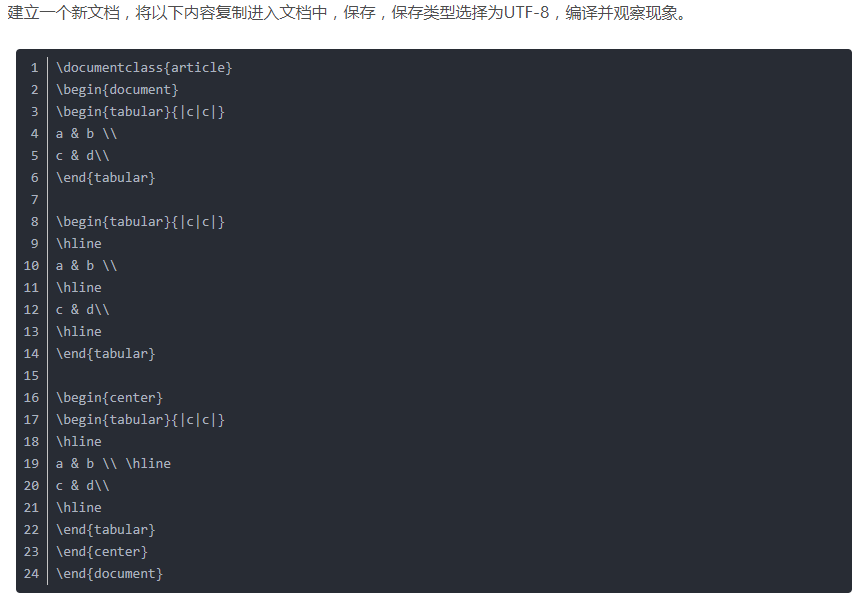 建立一个新文档，将以下内容复制进入文档中，保存，保存类型选择为UTF-8，编译并观察现象。
1 \documentclass{article}
2 \begin{document}
3 \begin{tabular}{|c|c|}
4 a & b \\
5 c & d\\
6 \end{tabular}
7
8 \begin{tabular}{|c|c|}
9 \hline
10 a & b \\
11 \hline
12 c & d\\
13 \hline
14 \end{tabular}
15
16 \begin{center}
17 \begin{tabular}{|c|c|}
18 \hline
19 a & b \\ \hline
20 c & d\\
21 \hline
22 \end{tabular}
23 \end{center}
24 \end{document}